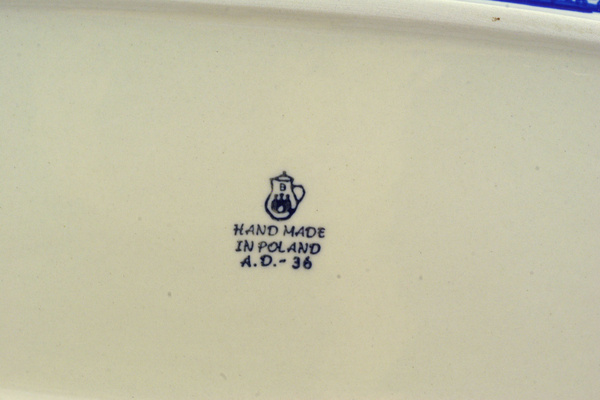 B
HAND MADE
IN POLAND
A.D.- 36